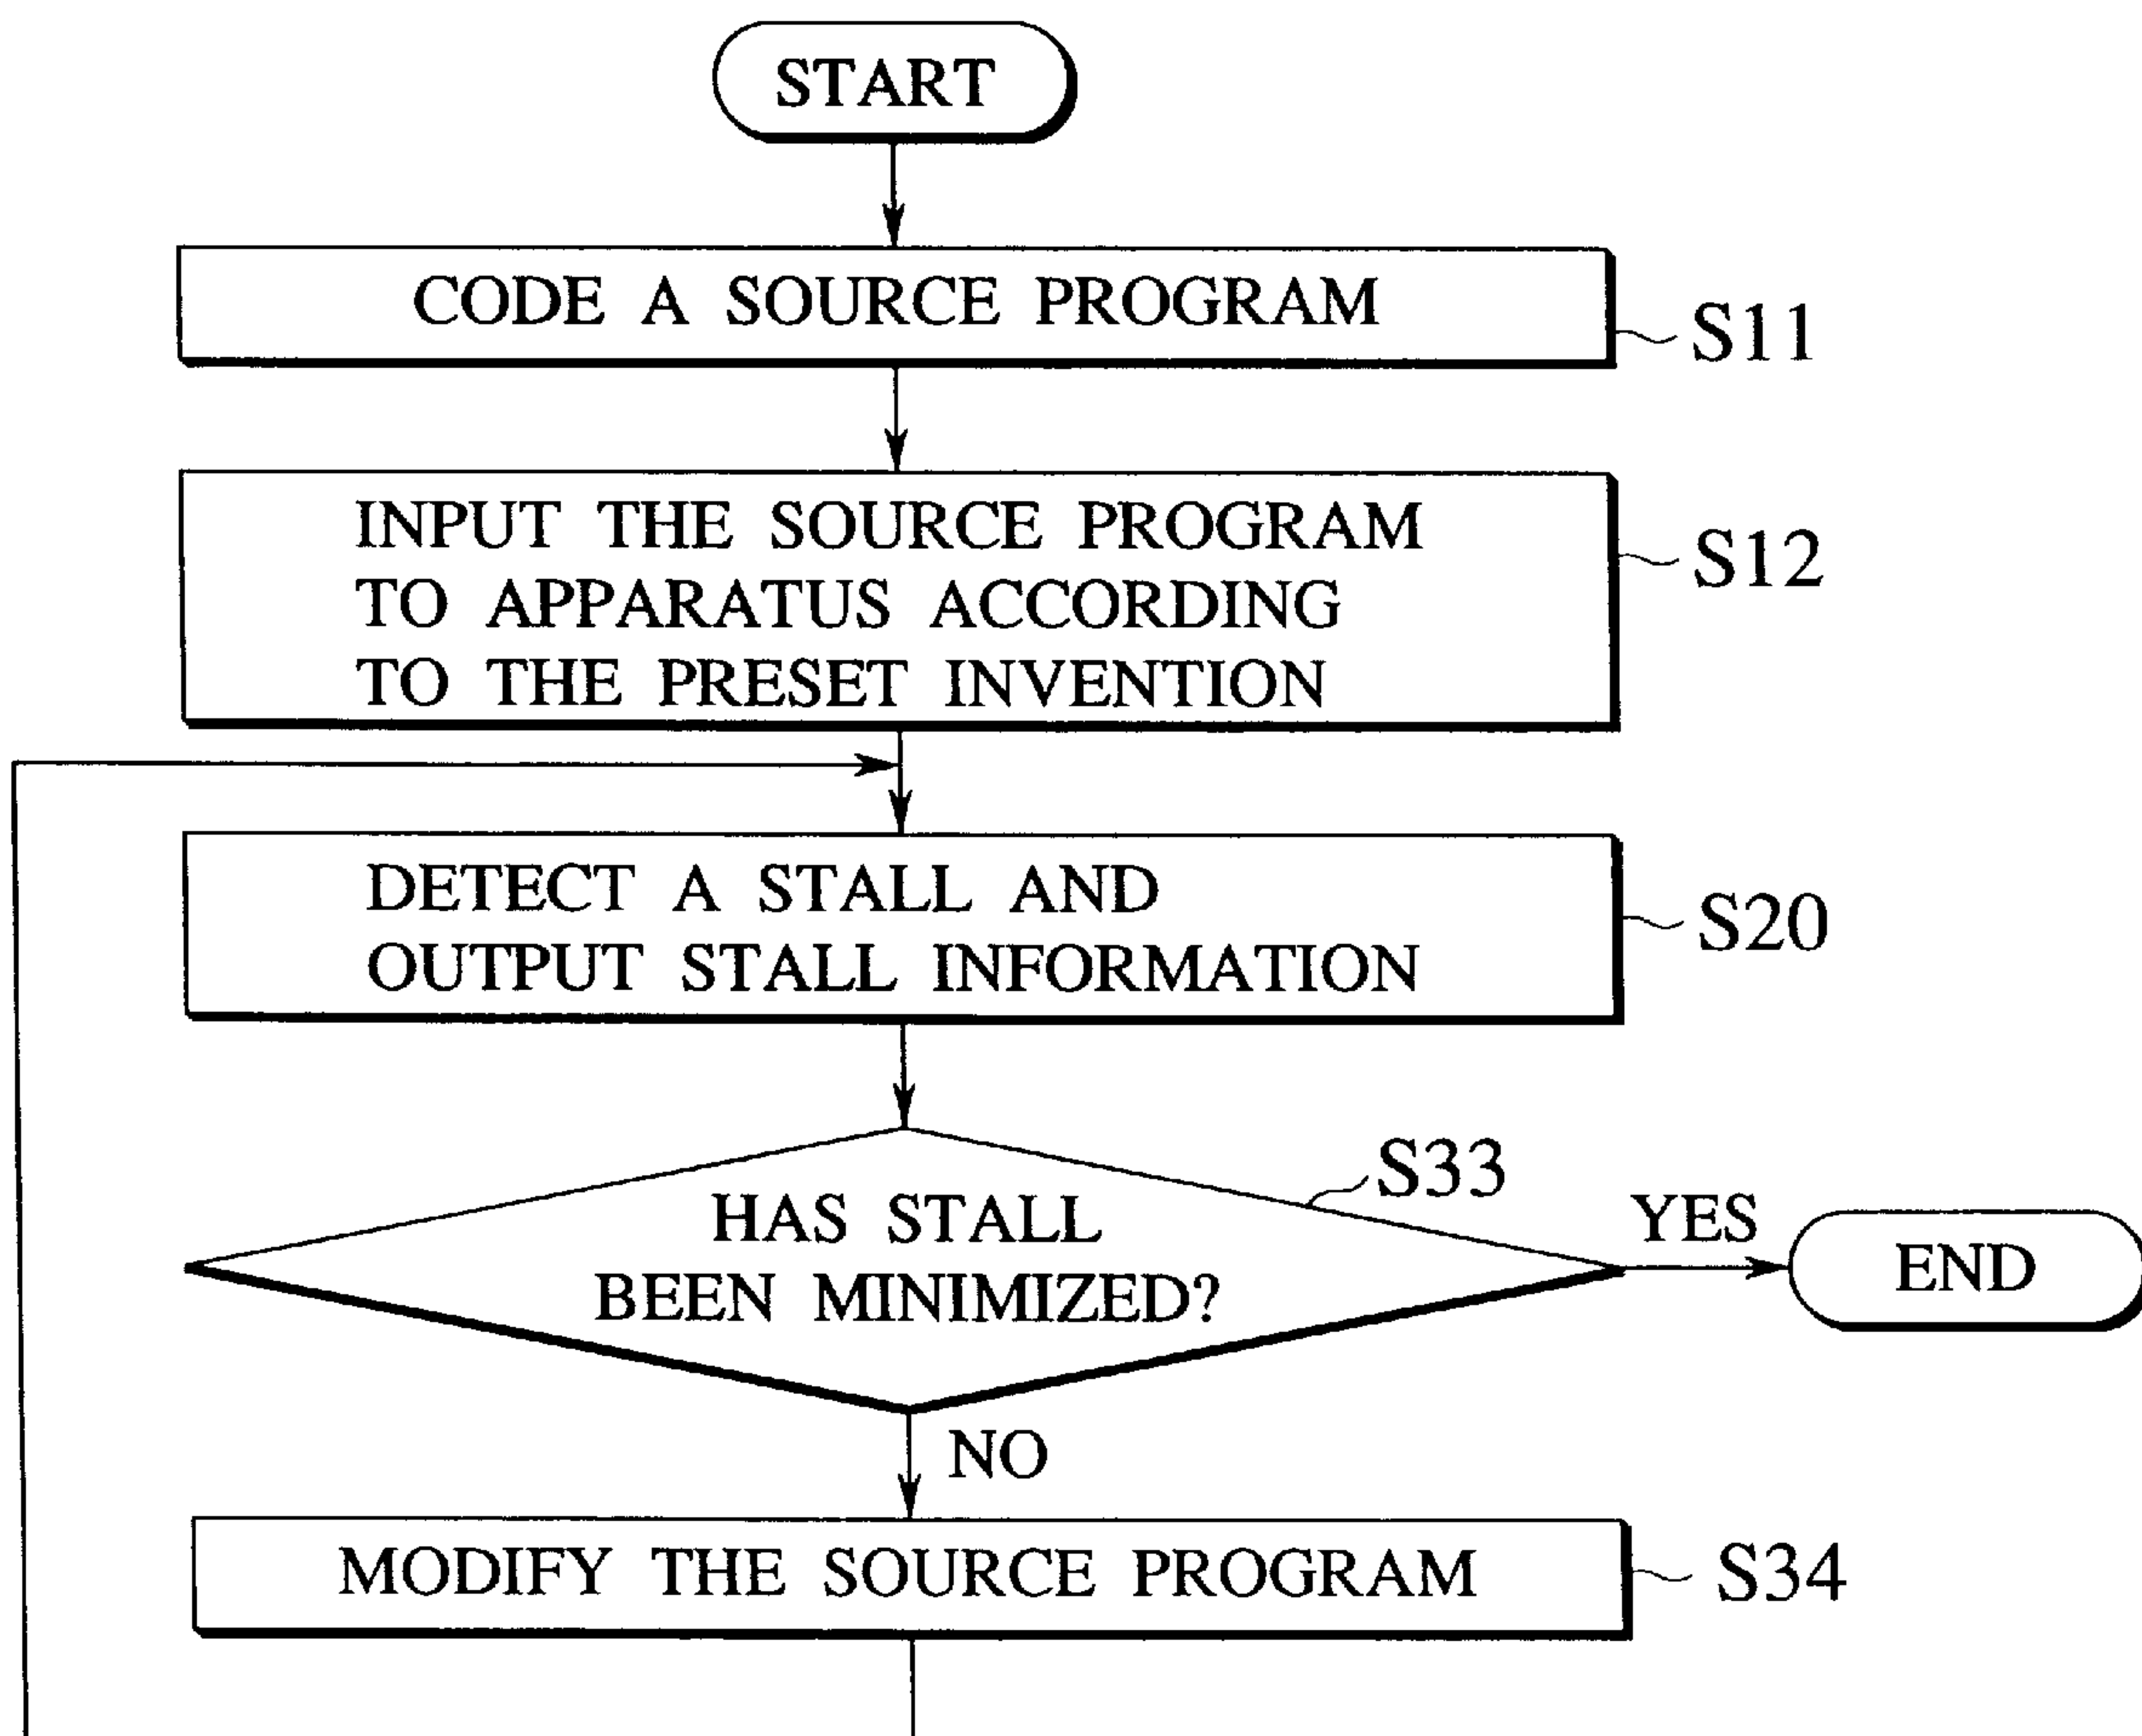 START
CODE A SOURCE PROGRAM
S11
INPUT THE SOURCE PROGRAM
TO APPARATUS ACCORDING
TO THE PRESET INVENTION
S12
DETECT A STALL AND
OUTPUT STALL INFORMATION
S20
HAS STALL
BEEN MINIMIZED?
S33
YES
END
NO
MODIFY THE SOURCE PROGRAM
S34